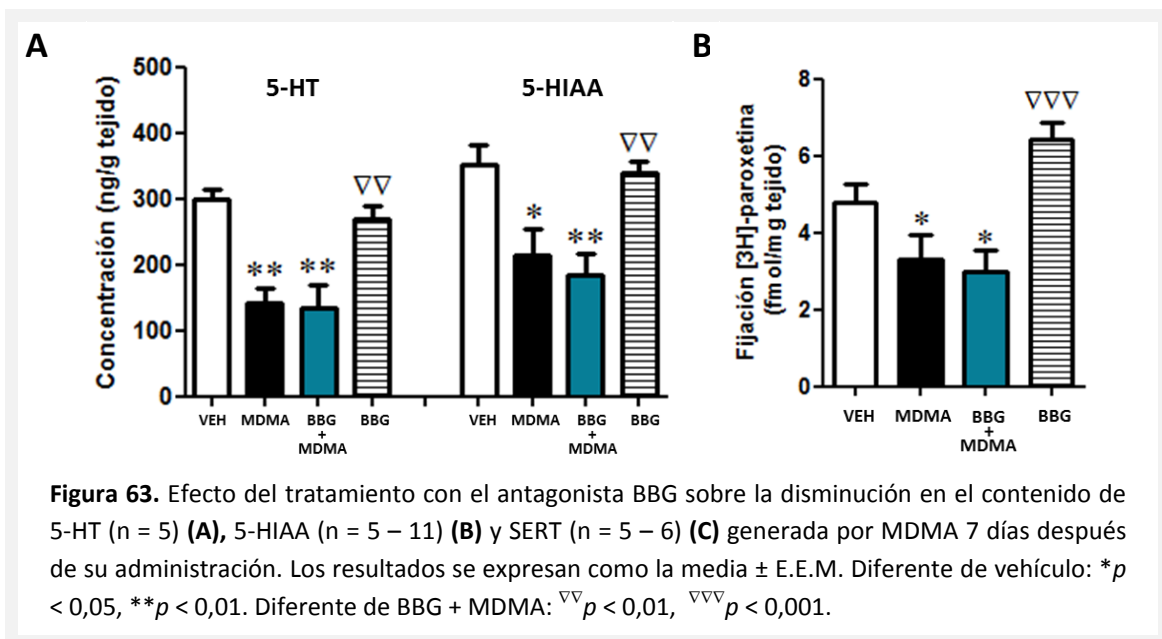 A
B
500
400
300
200
100
0
Concentración (ng/g tejido)
5-HT
5-HIAA
** ** ∇∇
* ** ∇∇
VEH MDMA BBG + MDMA BBG
VEH MDMA BBG + MDMA BBG
8
6
4
2
0
Fijación [3H]-paroxetina
(fm ol/m g tejido)
* * ∇∇∇
VEH MDMA BBG + MDMA BBG
Figura 63. Efecto del tratamiento con el antagonista BBG sobre la disminución en el contenido de
5-HT (n = 5) (A), 5-HIAA (n = 5 – 11) (B) y SERT (n = 5 – 6) (C) generada por MDMA 7 días después
de su administración. Los resultados se expresan como la media ± E.E.M. Diferente de vehículo: *p
< 0,05, **p < 0,01. Diferente de BBG + MDMA: ∇∇p < 0,01, ∇∇∇p < 0,001.